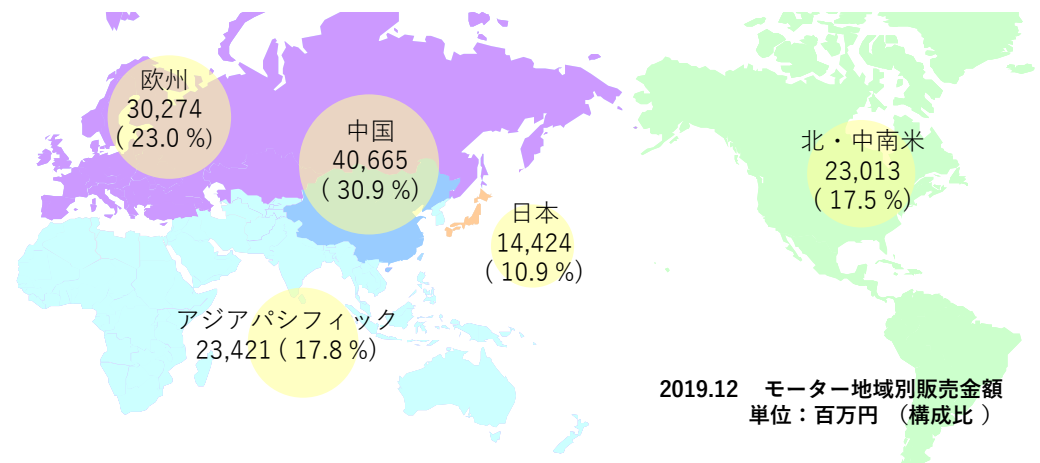 欧州
30,274
( 23.0 %)
中国
40,665
( 30.9 %)
北・中南米
23,013
( 17.5 %)
日本
14,424
( 10.9 %)
アジアパシフィック
23,421 ( 17.8 %)
2019.12　モーター地域別販売金額
単位：百万円　（構成比 ）